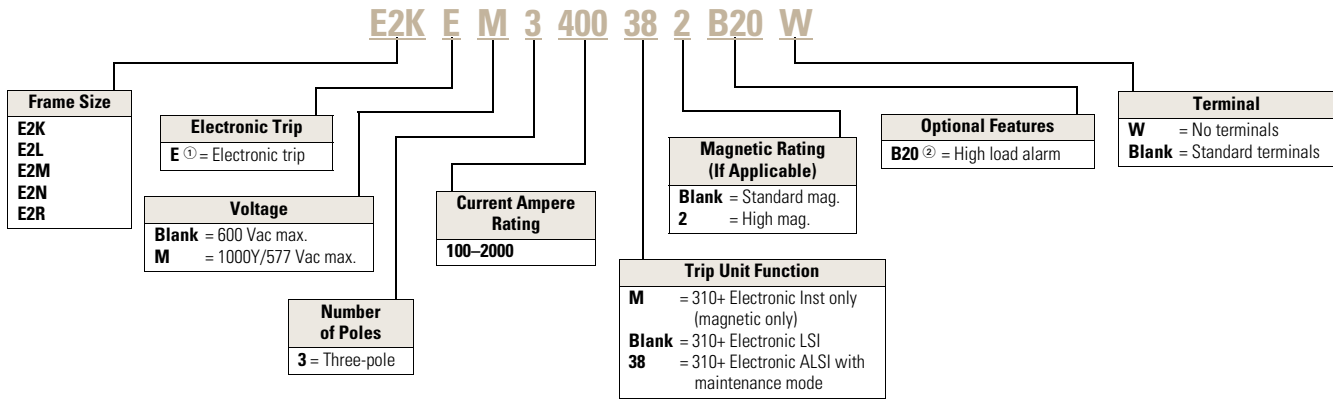 E2K E M 3 400 38 2 B20 W
Frame Size
E2K
E2L
E2M
E2N
E2R
Electronic Trip
E ① = Electronic trip
Voltage
Blank = 600 Vac max.
M = 1000Y/577 Vac max.
Number
of Poles
3 = Three-pole
Current Ampere
Rating
100–2000
Trip Unit Function
M = 310+ Electronic Inst only
(magnetic only)
Blank = 310+ Electronic LSI
38 = 310+ Electronic ALSI with
maintenance mode
Magnetic Rating
(If Applicable)
Blank = Standard mag.
2 = High mag.
Optional Features
B20 ② = High load alarm
Terminal
W = No terminals
Blank = Standard terminals